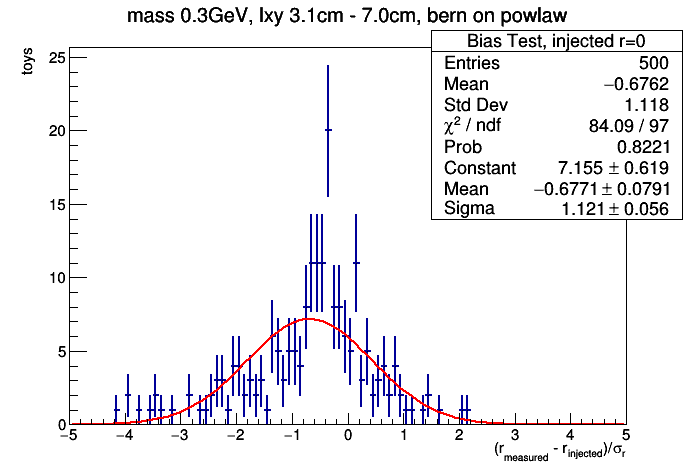 mass 0.3GeV, lxy 3.1cm - 7.0cm, bern on powlaw
Bias Test, injected r=0
Entries 500
Mean −0.6762
Std Dev 1.118
χ² / ndf 84.09 / 97
Prob 0.8221
Constant 7.155 ± 0.619
Mean −0.6771 ± 0.0791
Sigma 1.121 ± 0.056
toys
25
20
15
10
5
0
−5 −4 −3 −2 −1 0 1 2 3 4 5
(r_measured - r_injected)/σ_r